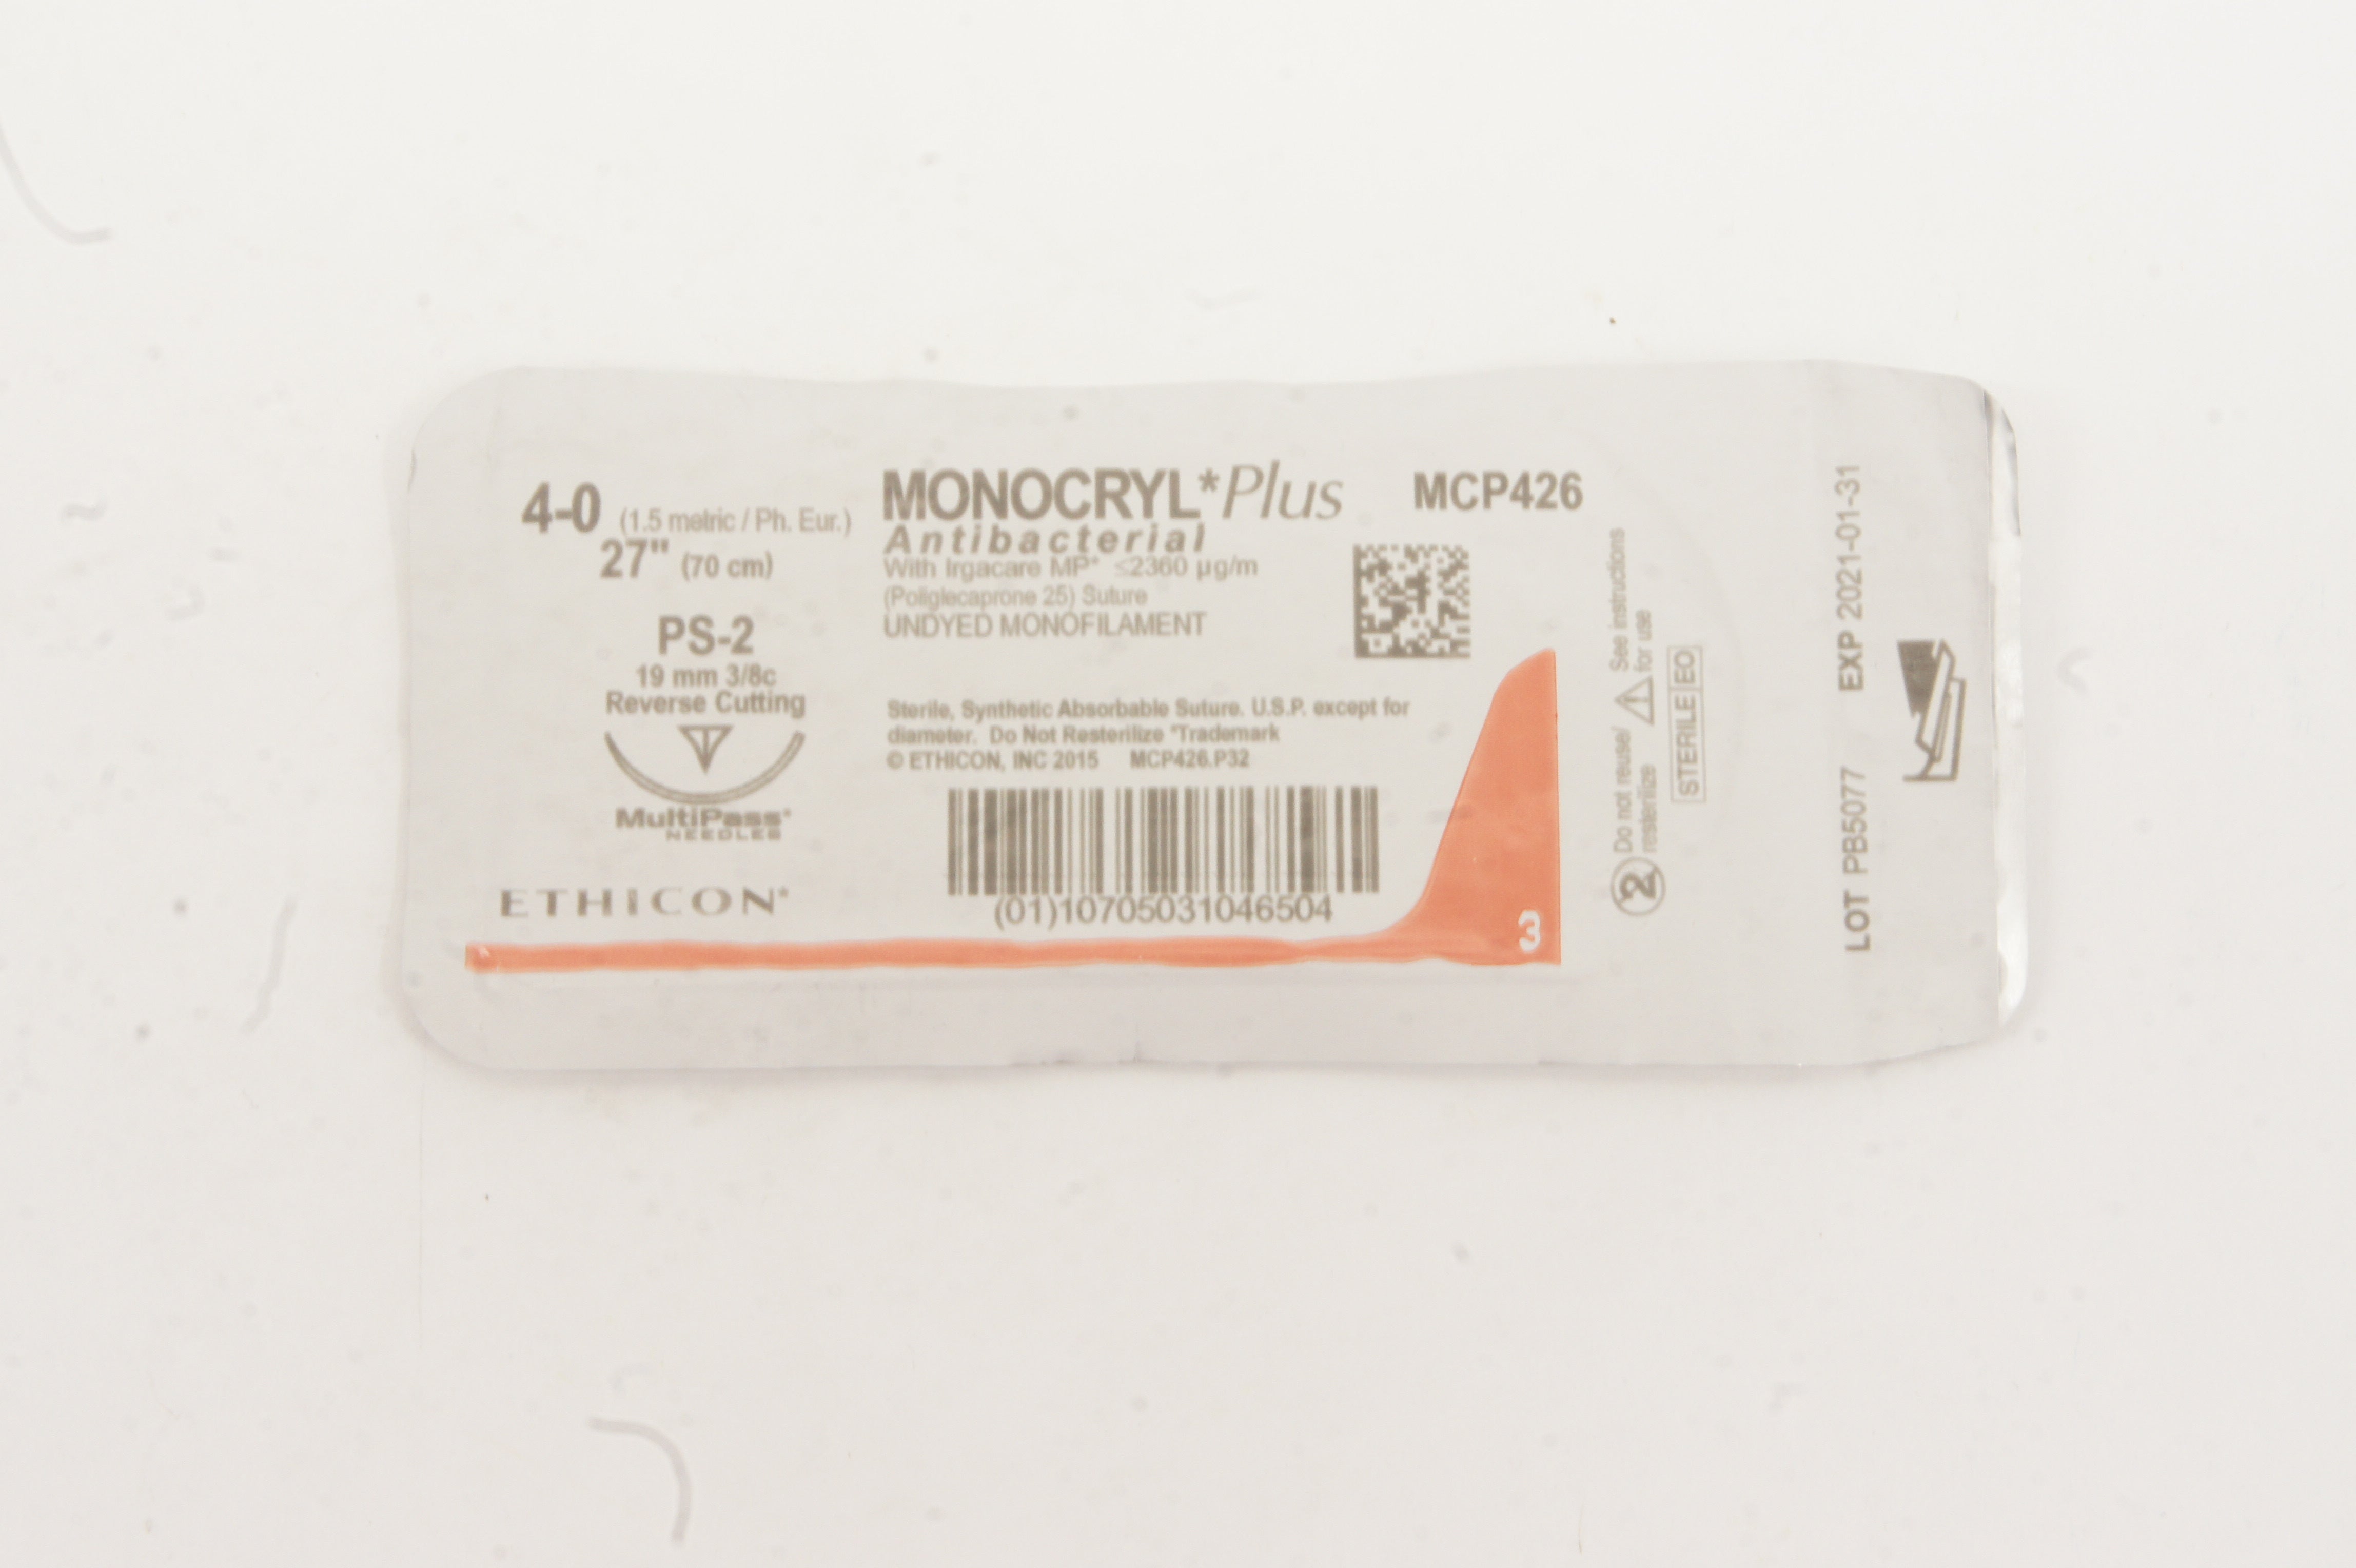 4-0 (1.5 metric / Ph. Eur.)
27" (70 cm)
PS-2
19 mm 3/8c
Reverse Cutting
MultiPass*
NEEDLES
ETHICON*
MONOCRYL*Plus
Antibacterial
With Irgacare MP* ≤2360 µg/m
(Poliglecaprone 25) Suture
UNDYED MONOFILAMENT
MCP426
Sterile, Synthetic Absorbable Suture. U.S.P. except for
diameter. Do Not Resterilize *Trademark
© ETHICON, INC 2015 MCP426.P32
(01)10705031046504
3
2 Do not reuse/
resterilize
See instructions
for use
STERILE EO
LOT PB5077 EXP 2021-01-31